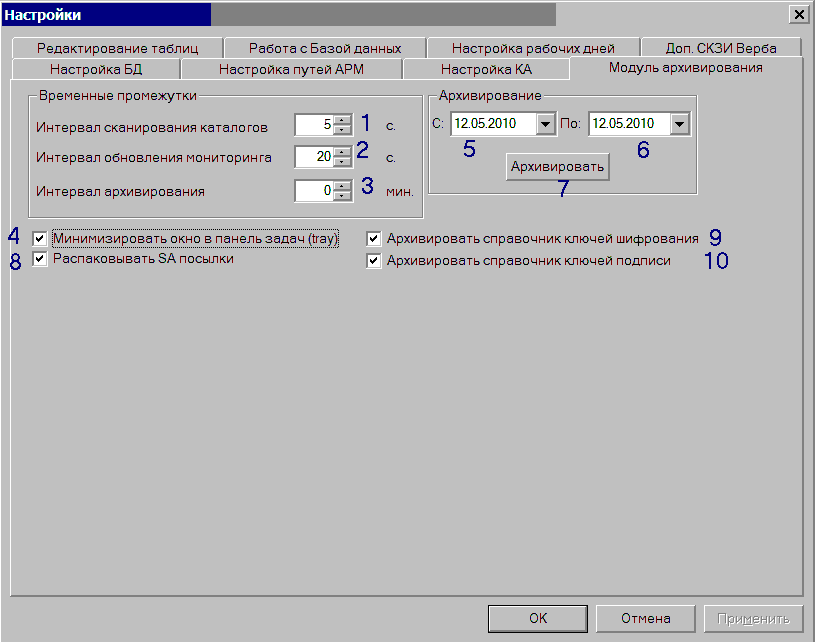 Настройки
Редактирование таблиц Работа с Базой данных Настройка рабочих дней Доп. СКЗИ Верба
Настройка БД Настройка путей АРМ Настройка КА Модуль архивирования
Временные промежутки Архивирование
Интервал сканирования каталогов 5 1 с. С: 12.05.2010 По: 12.05.2010
5 6
Интервал обновления мониторинга 20 2 с.
Архивировать
7
Интервал архивирования 0 3 мин.
4 Минимизировать окно в панель задач (tray) Архивировать справочник ключей шифрования 9
8 Распаковывать SA посылки Архивировать справочник ключей подписи 10
OK Отмена Применить